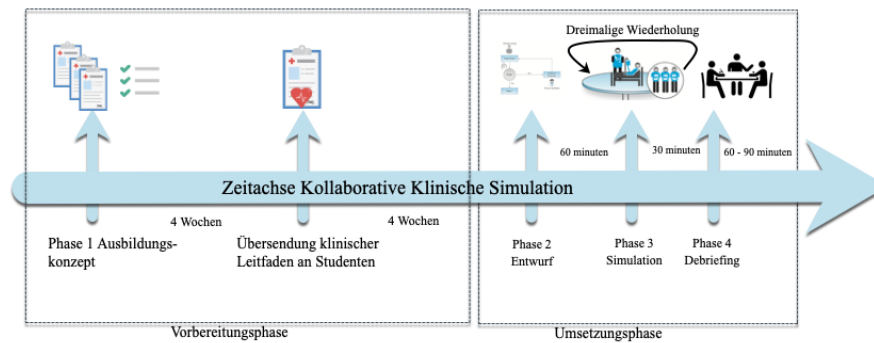 Dreimalige Wiederholung
60 minuten
30 minuten
60 - 90 minuten
Zeitachse Kollaborative Klinische Simulation
4 Wochen
4 Wochen
Phase 1 Ausbildungs-
konzept
Übersendung klinischer
Leitfaden an Studenten
Phase 2
Entwurf
Phase 3
Simulation
Phase 4
Debriefing
Vorbereitungsphase
Umsetzungsphase